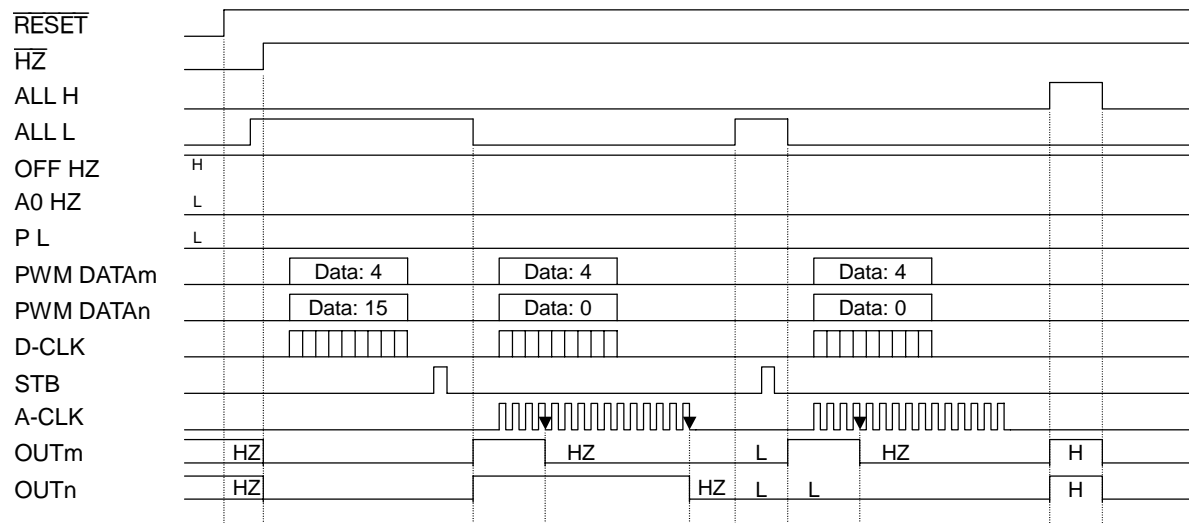 RESET
HZ
ALL H
ALL L
OFF HZ H
A0 HZ L
P L L
PWM DATAm Data: 4 Data: 4 Data: 4
PWM DATAn Data: 15 Data: 0 Data: 0
D-CLK
STB
A-CLK
OUTm HZ HZ L HZ H
OUTn HZ HZ L L H